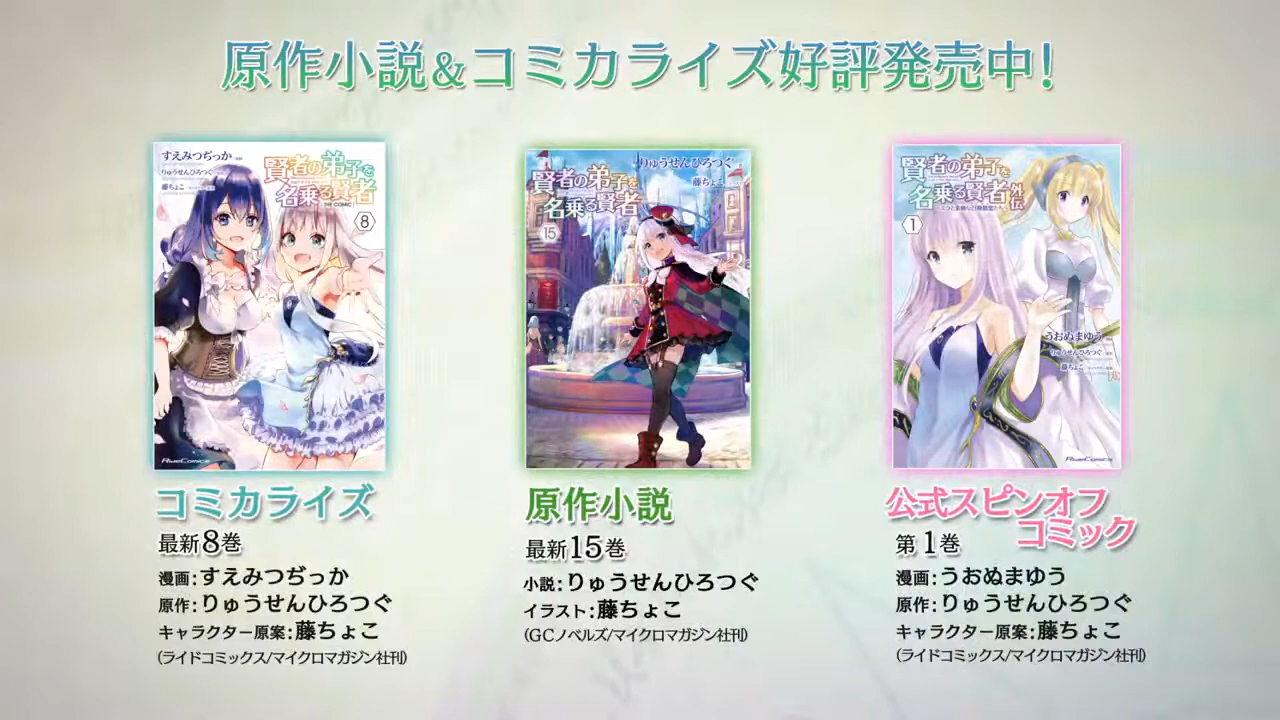 原作小説&コミカライズ好評発売中!
すえみつぢっか
りゅうせんひろつぐ
藤ちょこ
賢者の弟子を
名乗る賢者
THE COMIC
8
RideComics
コミカライズ
最新8巻
漫画:すえみつぢっか
原作:りゅうせんひろつぐ
キャラクター原案:藤ちょこ
(ライドコミックス/マイクロマガジン社刊)
りゅうせんひろつぐ
藤ちょこ
賢者の弟子を
名乗る賢者
15
原作小説
最新15巻
小説:りゅうせんひろつぐ
イラスト:藤ちょこ
(GCノベルズ/マイクロマガジン社刊)
賢者の弟子を
名乗る賢者 外伝
1
うおぬまゆう
りゅうせんひろつぐ
藤ちょこ
RideComics
公式スピンオフ
コミック
第1巻
漫画:うおぬまゆう
原作:りゅうせんひろつぐ
キャラクター原案:藤ちょこ
(ライドコミックス/マイクロマガジン社刊)